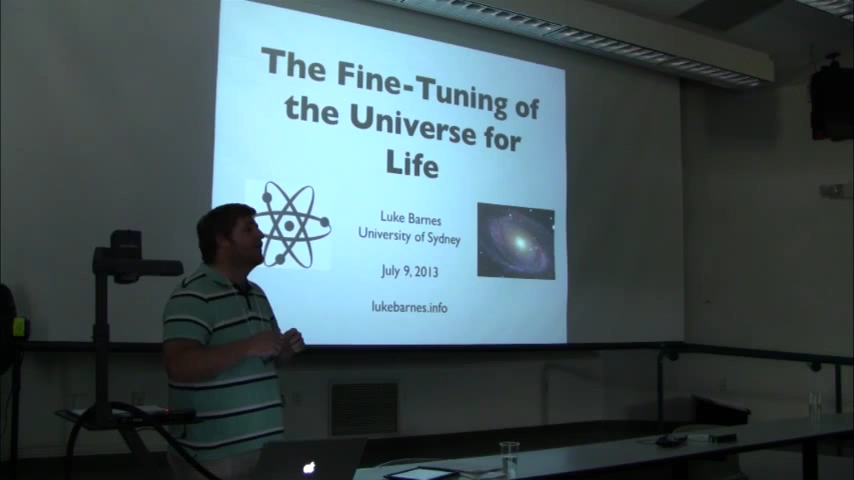 The Fine-Tuning of
the Universe for
Life
Luke Barnes
University of Sydney
July 9, 2013
lukebarnes.info